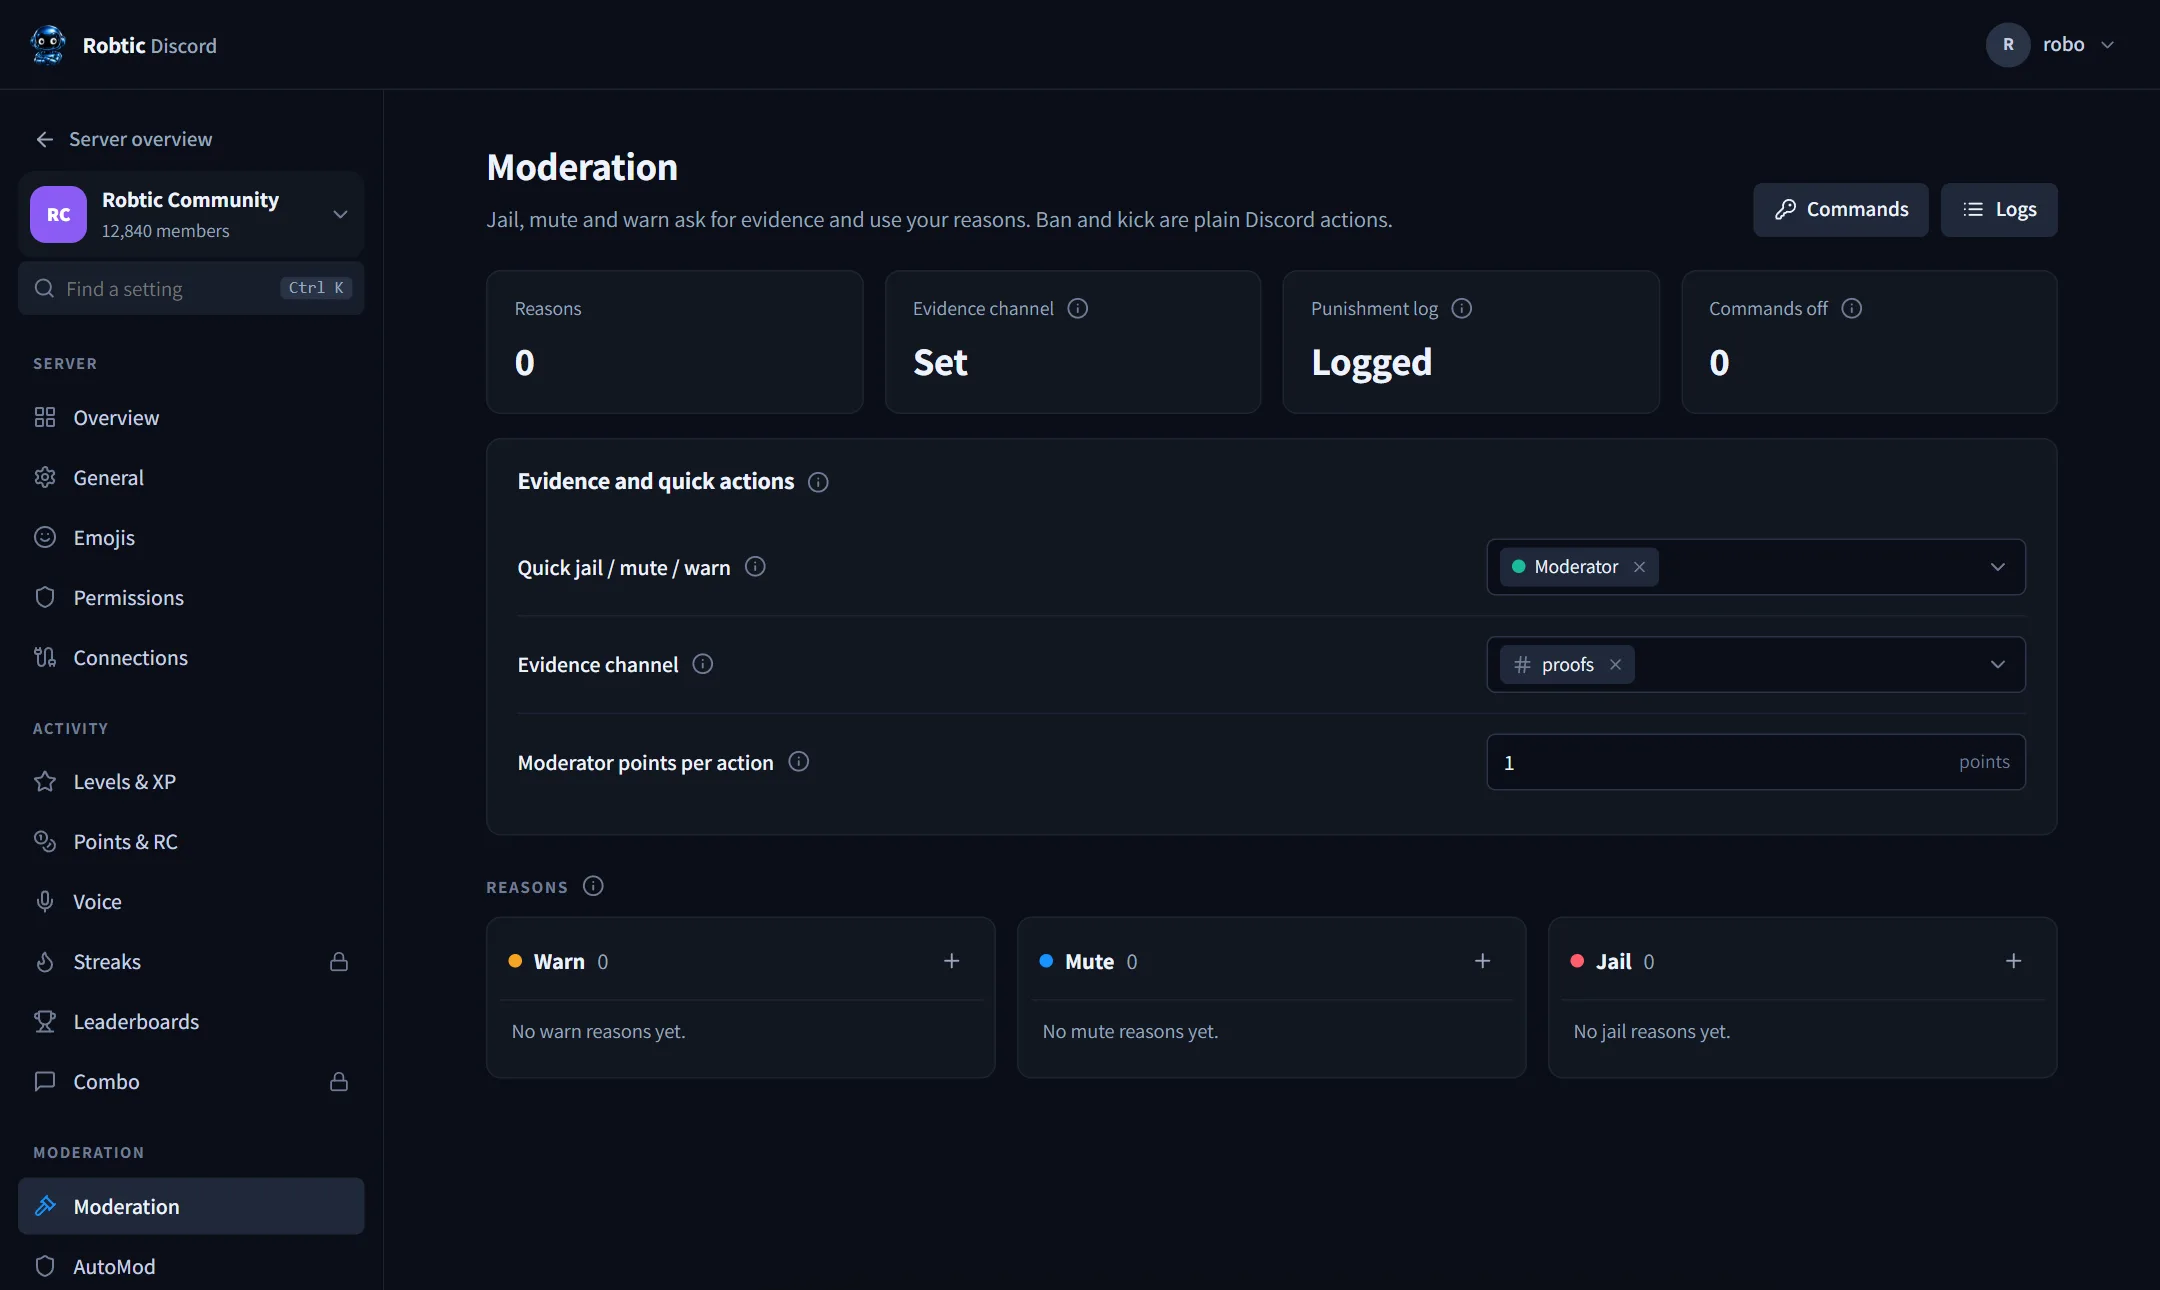 Robtic Discord
R
robo
Server overview
RC
Robtic Community
12,840 members
Find a setting
Ctrl K
SERVER
Overview
General
Emojis
Permissions
Connections
ACTIVITY
Levels & XP
Points & RC
Voice
Streaks
Leaderboards
Combo
MODERATION
Moderation
AutoMod
Moderation
Jail, mute and warn ask for evidence and use your reasons. Ban and kick are plain Discord actions.
Commands
Logs
Reasons
0
Evidence channel
Set
Punishment log
Logged
Commands off
0
Evidence and quick actions
Quick jail / mute / warn
Moderator
Evidence channel
# proofs
Moderator points per action
1
points
REASONS
Warn 0
No warn reasons yet.
Mute 0
No mute reasons yet.
Jail 0
No jail reasons yet.